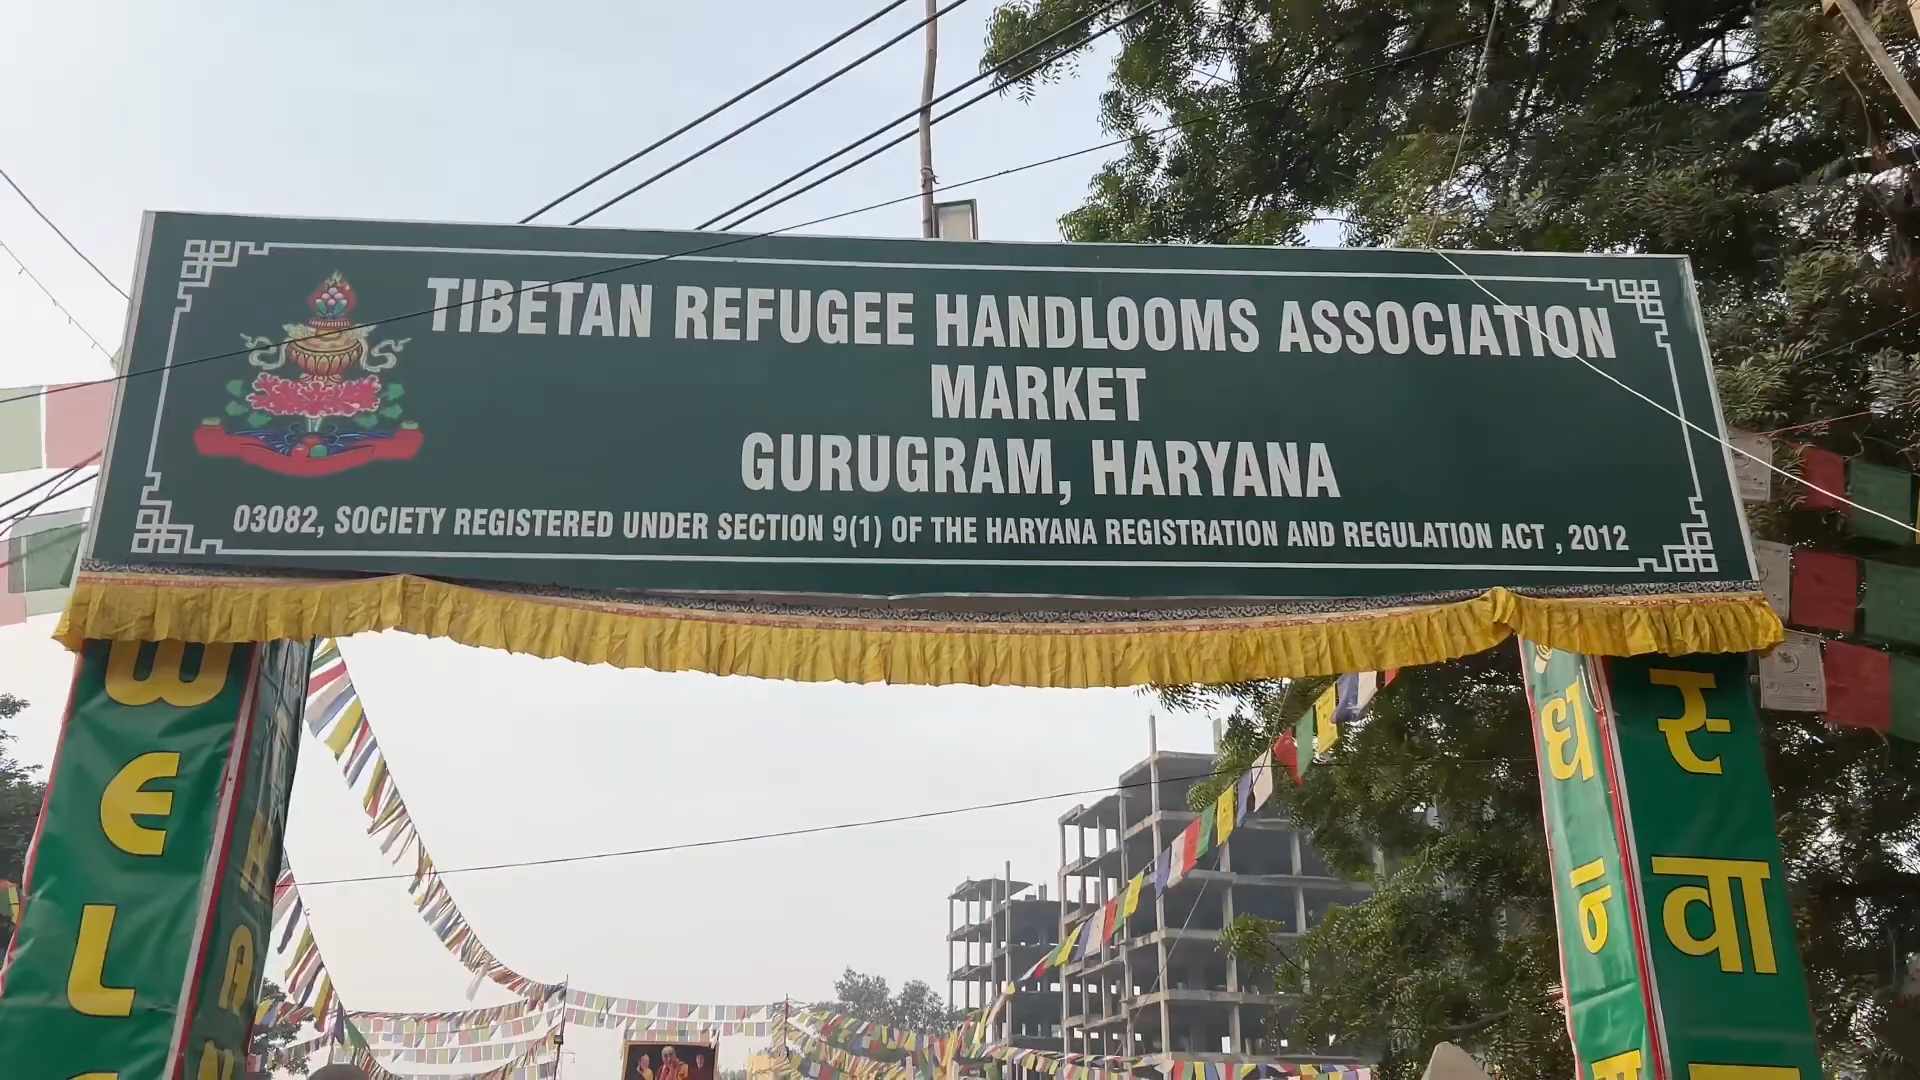 TIBETAN REFUGEE HANDLOOMS ASSOCIATION
MARKET
GURUGRAM, HARYANA
03082, SOCIETY REGISTERED UNDER SECTION 9(1) OF THE HARYANA REGISTRATION AND REGULATION ACT , 2012
W
E
L
स्
वा
ध
न्